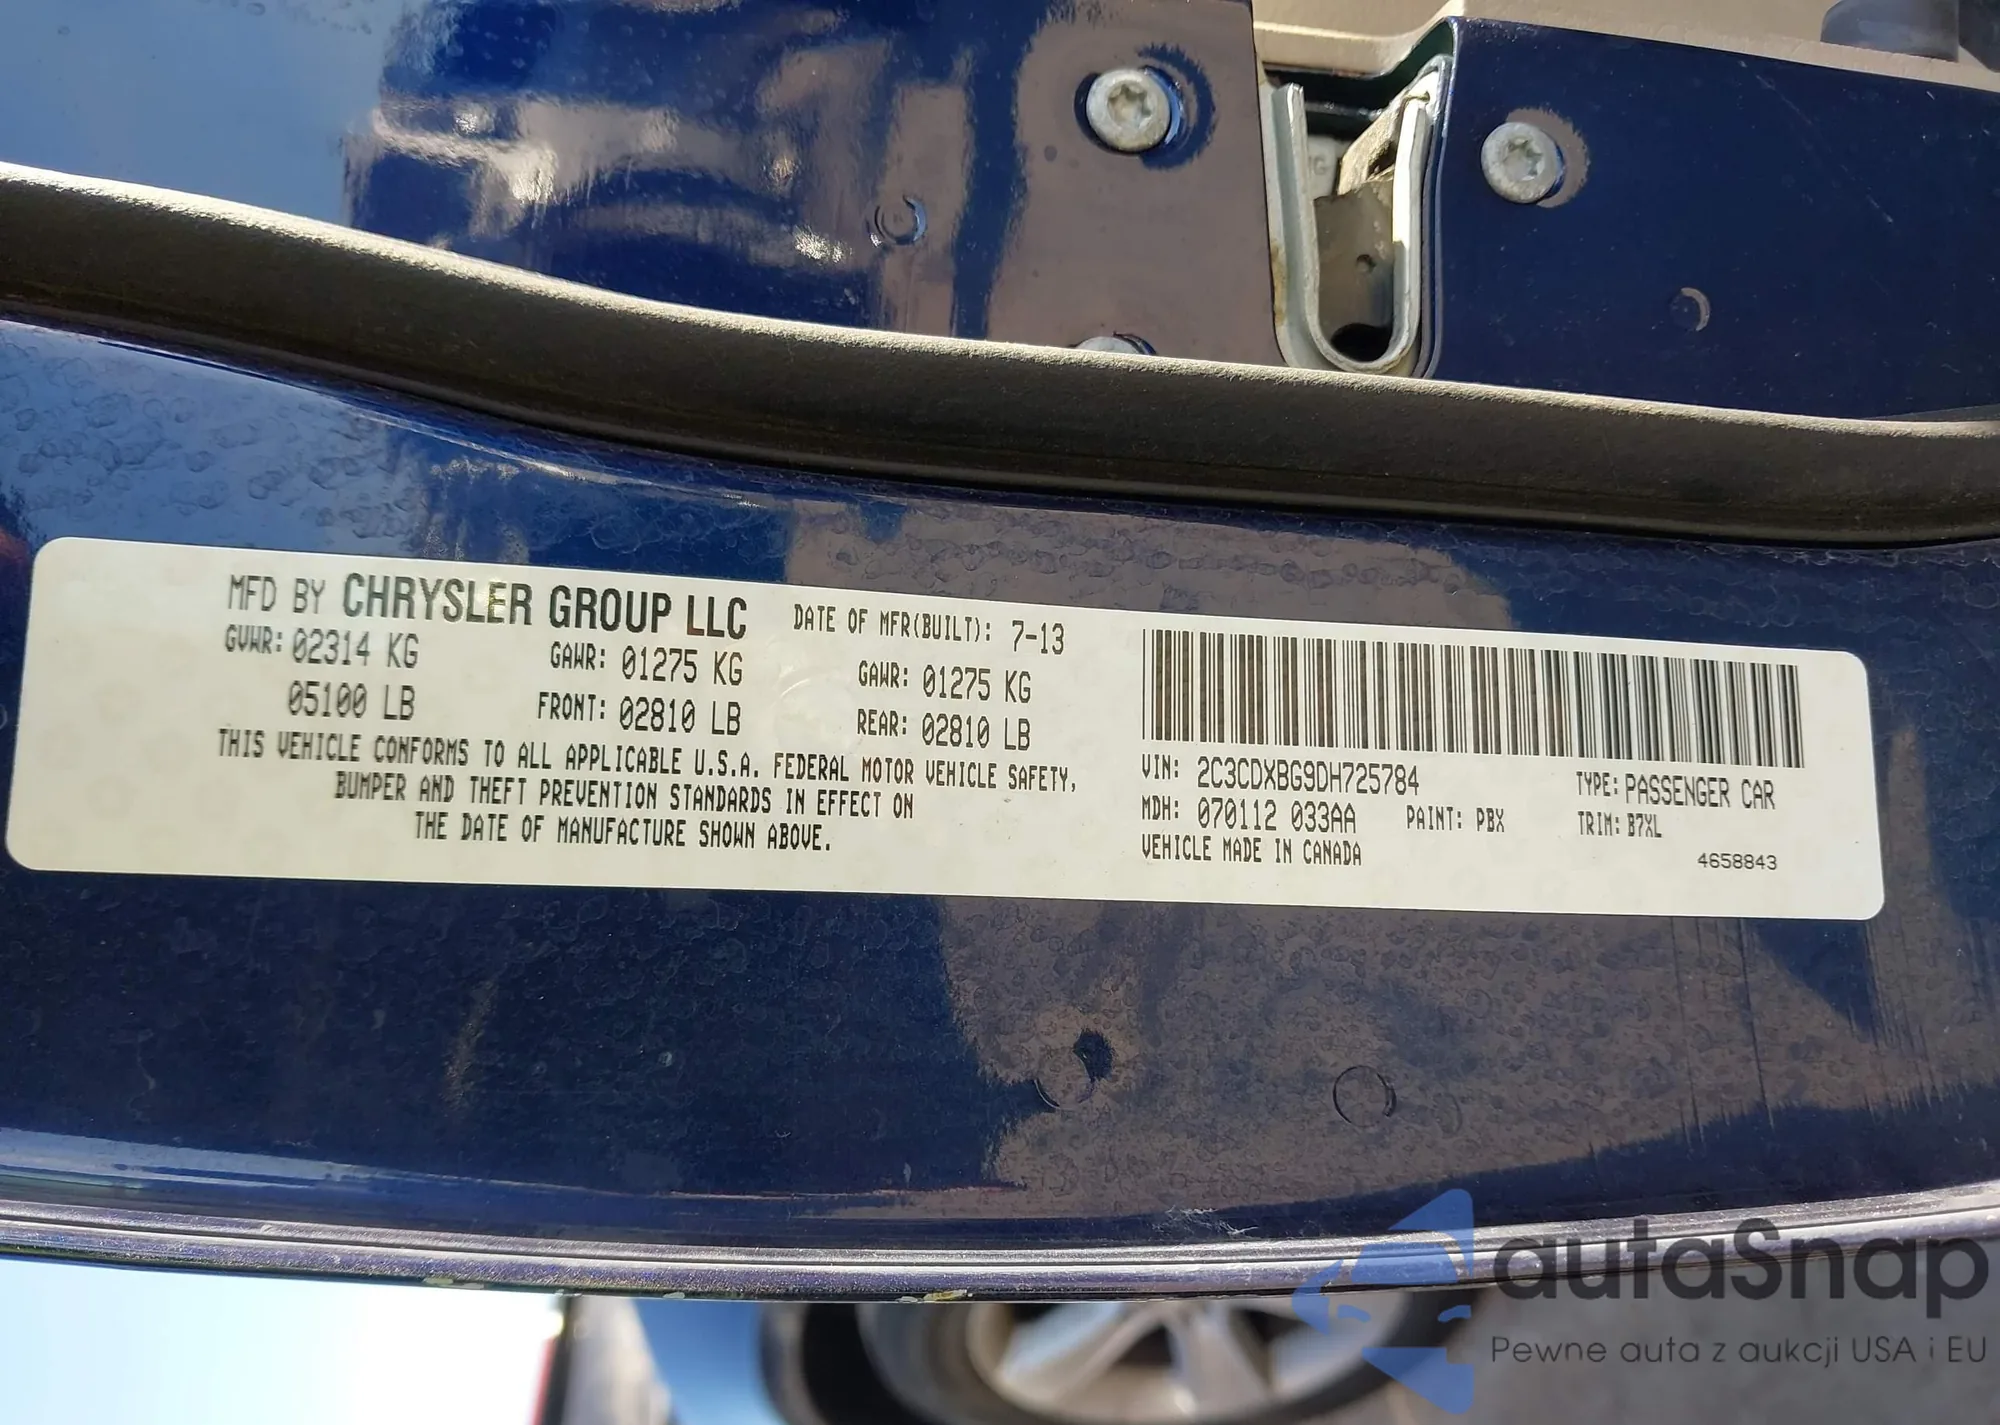 MFD BY CHRYSLER GROUP LLC DATE OF MFR(BUILT): 7-13
GVWR: 02314 KG GAWR: 01275 KG GAWR: 01275 KG
05100 LB FRONT: 02810 LB REAR: 02810 LB
THIS VEHICLE CONFORMS TO ALL APPLICABLE U.S.A. FEDERAL MOTOR VEHICLE SAFETY,
BUMPER AND THEFT PREVENTION STANDARDS IN EFFECT ON
THE DATE OF MANUFACTURE SHOWN ABOVE.
VIN: 2C3CDXBG9DH725784 TYPE: PASSENGER CAR
MDH: 070112 033AA PAINT: PBX TRIM: B7XL
VEHICLE MADE IN CANADA 4658843
autaSnap
Pewne auta z aukcji USA i EU